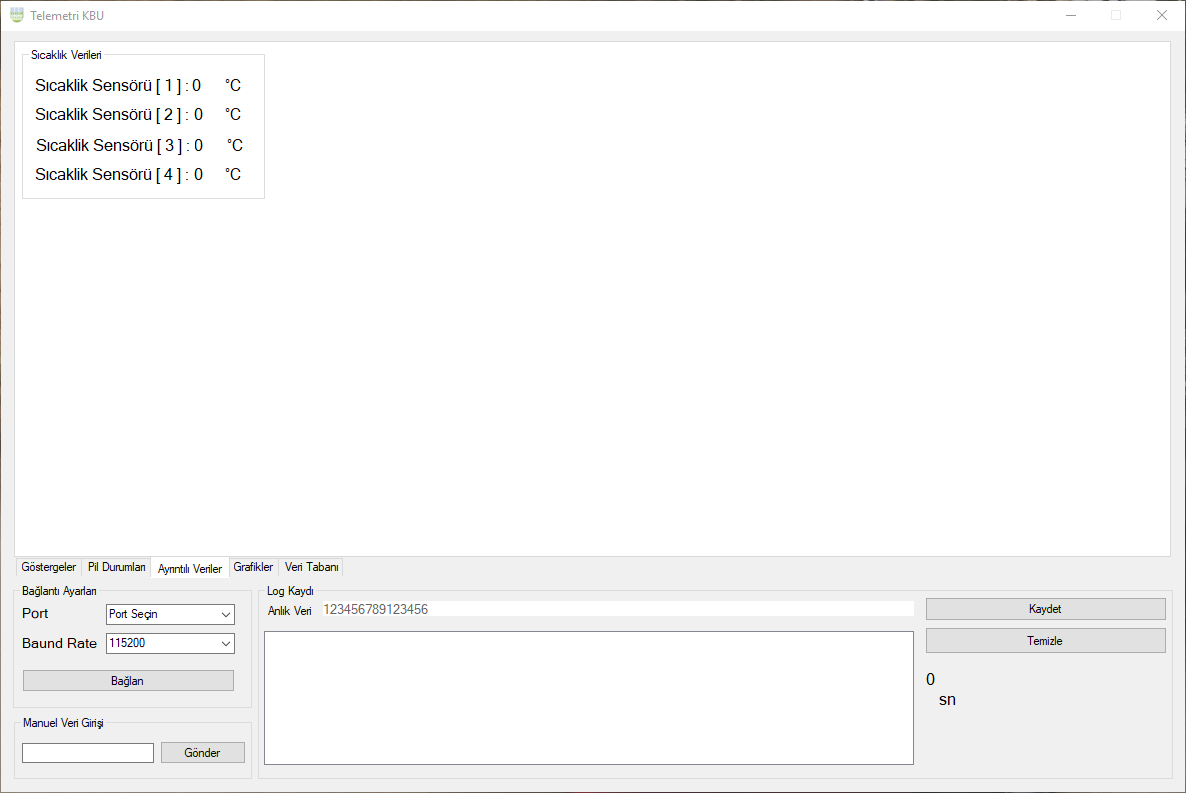 Telemetri KBU
Sıcaklık Verileri
Sıcaklik Sensörü [ 1 ] : 0 °C
Sıcaklik Sensörü [ 2 ] : 0 °C
Sıcaklik Sensörü [ 3 ] : 0 °C
Sıcaklik Sensörü [ 4 ] : 0 °C
Göstergeler Pil Durumları Ayrıntılı Veriler Grafikler Veri Tabanı
Bağlantı Ayarları
Port Port Seçin
Baund Rate 115200
Bağlan
Manuel Veri Girişi
Gönder
Log Kaydı
Anlık Veri 123456789123456
Kaydet
Temizle
0
sn